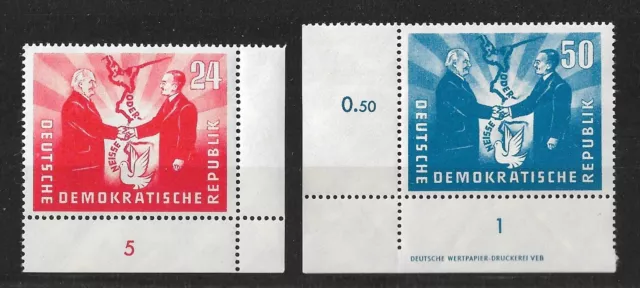 24
ODER
NEISSE
DEUTSCHE
DEMOKRATISCHE
REPUBLIK
5
50
0.50
ODER
NEISSE
DEUTSCHE
DEMOKRATISCHE
REPUBLIK
1
DEUTSCHE WERTPAPIER-DRUCKEREI VEB